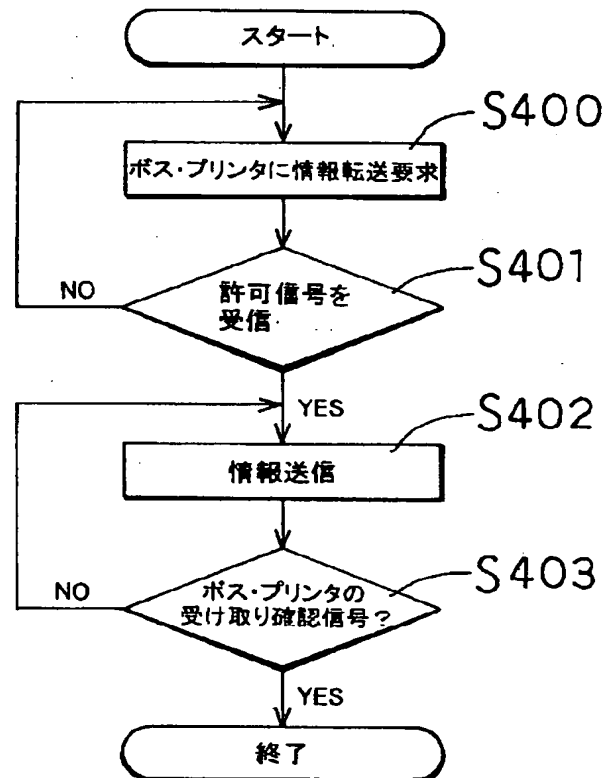 スタート
S400
ボス・プリンタに情報転送要求
S401
NO
許可信号を
受信
YES
S402
情報送信
S403
NO
ボス・プリンタの
受け取り確認信号?
YES
終了